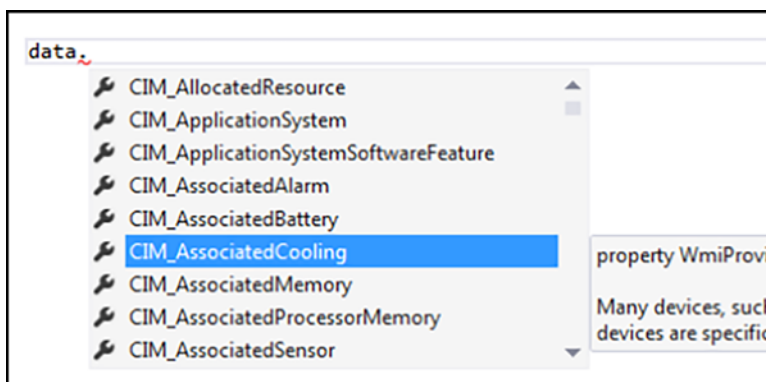 data.
CIM_AllocatedResource
CIM_ApplicationSystem
CIM_ApplicationSystemSoftwareFeature
CIM_AssociatedAlarm
CIM_AssociatedBattery
CIM_AssociatedCooling
CIM_AssociatedMemory
CIM_AssociatedProcessorMemory
CIM_AssociatedSensor
property WmiProvi
Many devices, such
devices are specific